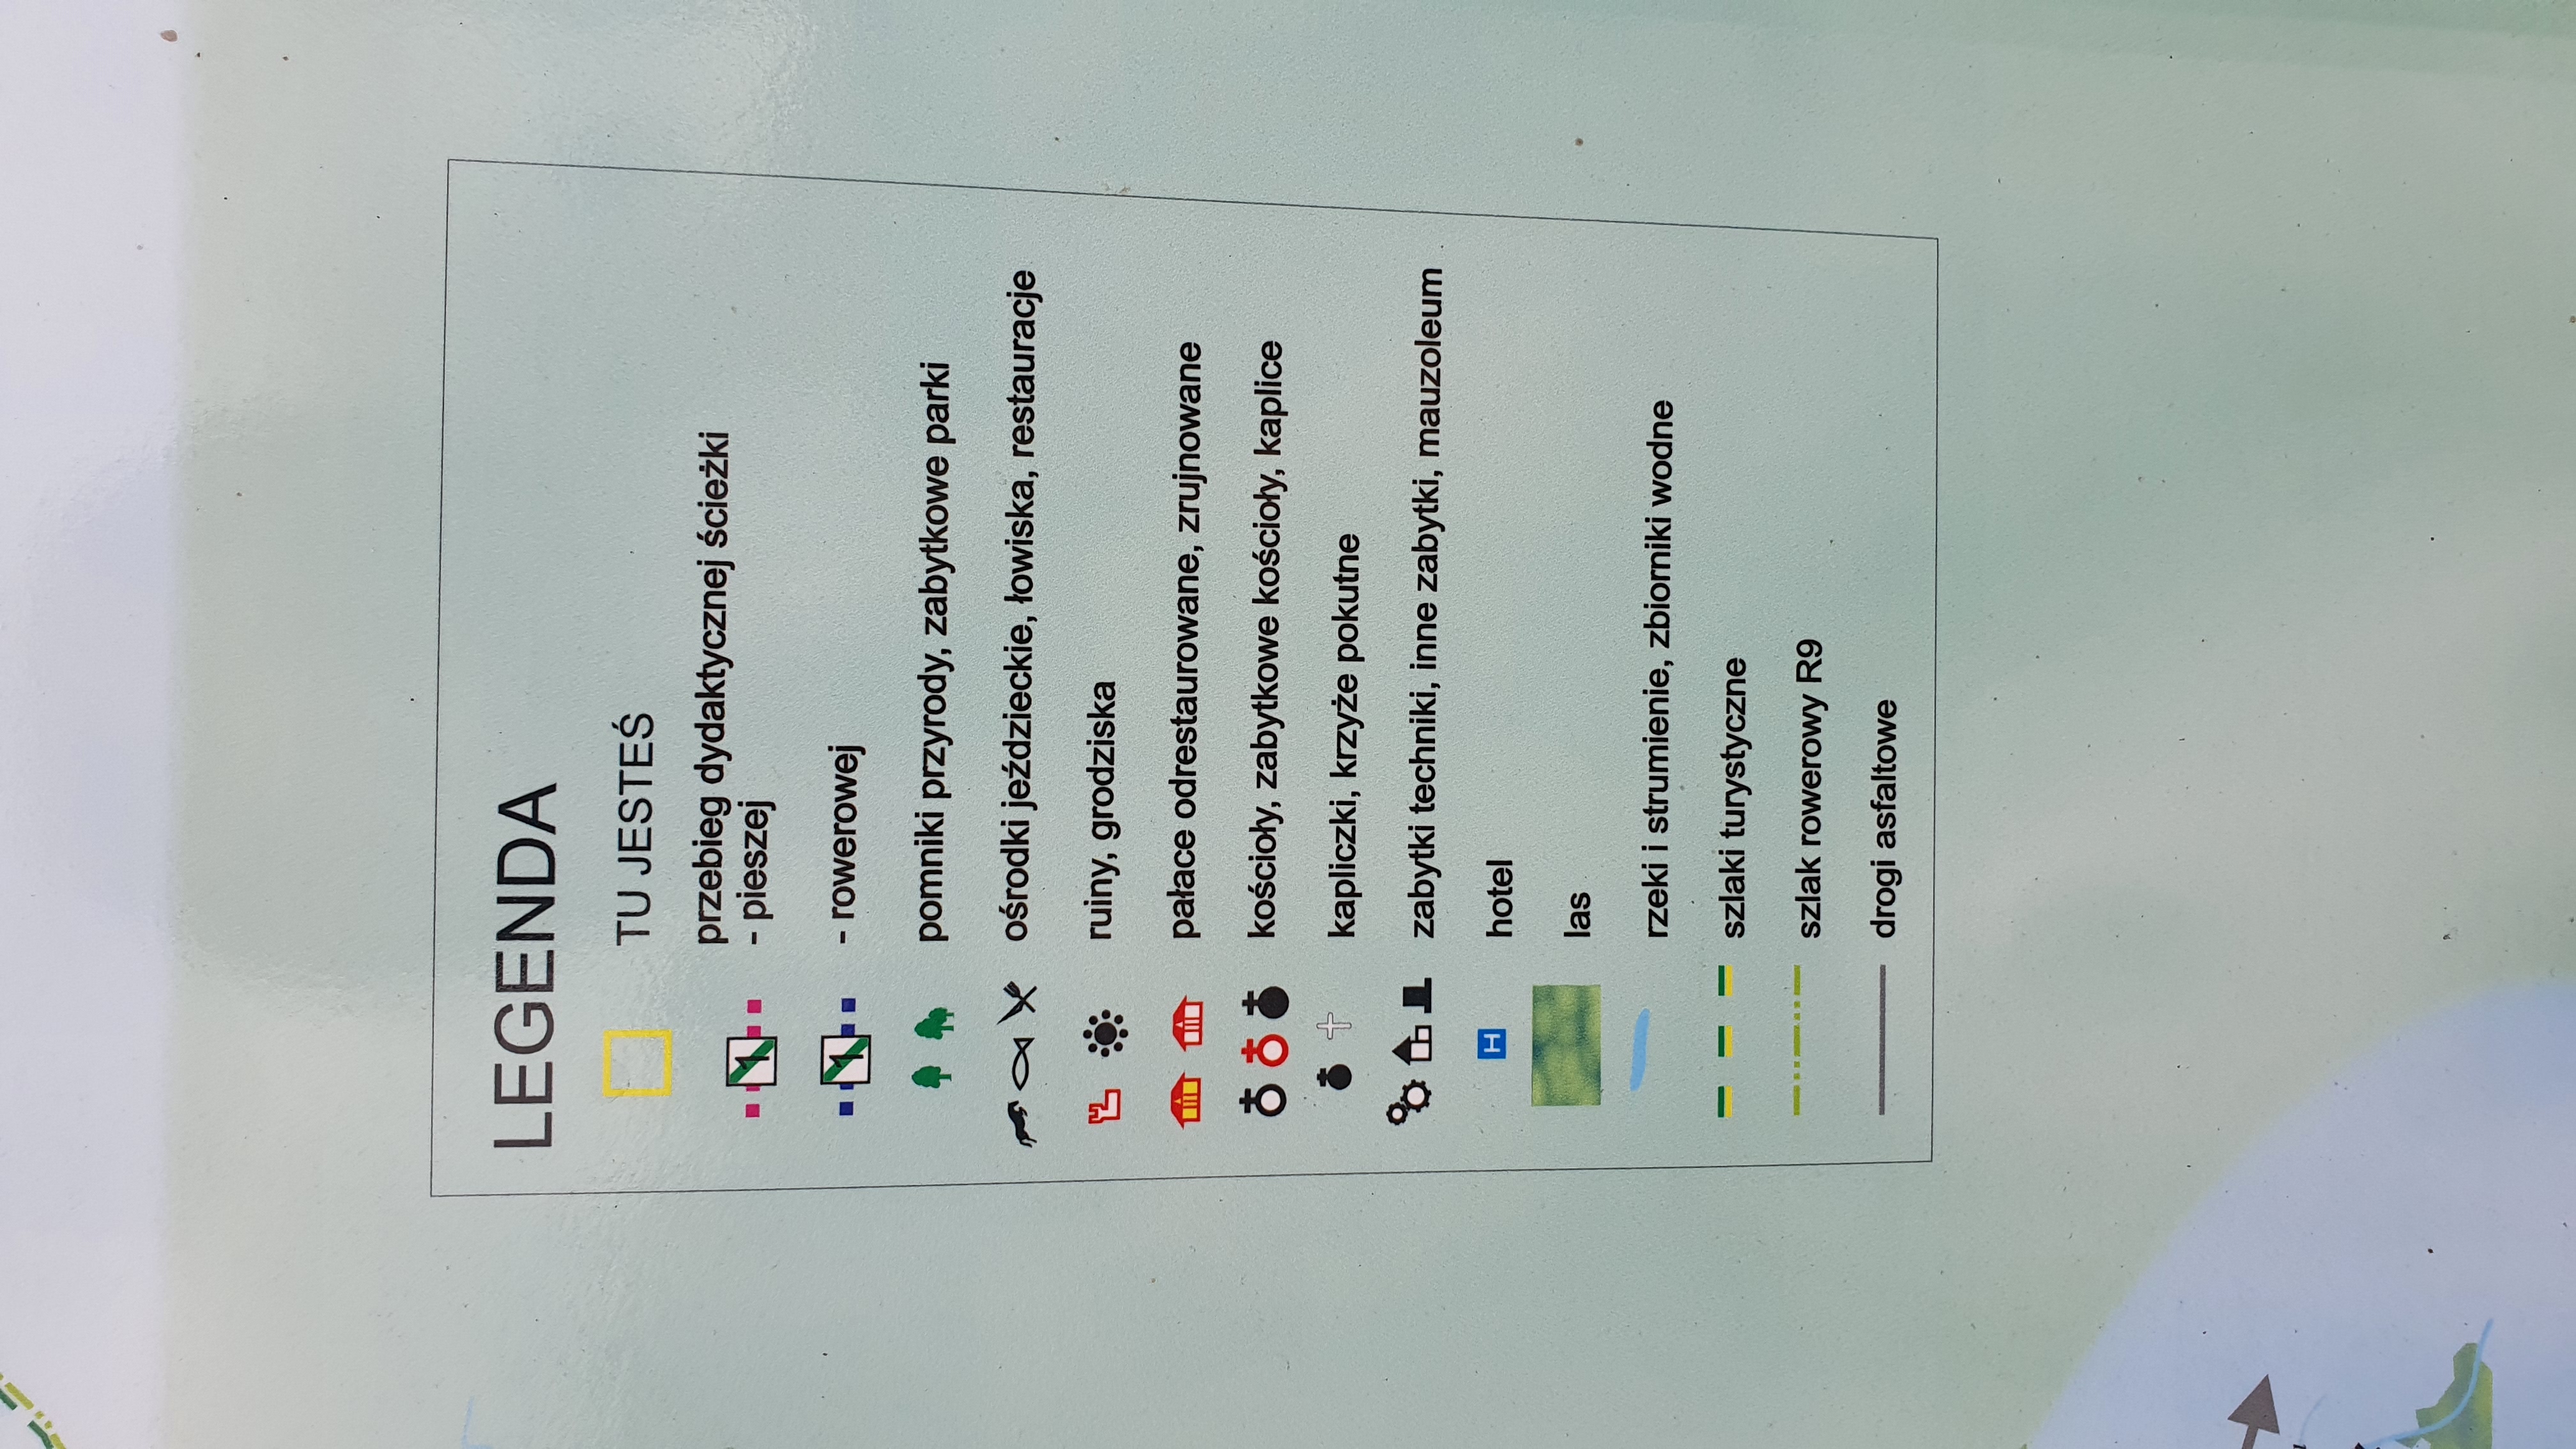 LEGENDA
TU JESTEŚ
przebieg dydaktycznej ścieżki
1 - pieszej
1 - rowerowej
pomniki przyrody, zabytkowe parki
ośrodki jeździeckie, łowiska, restauracje
ruiny, grodziska
pałace odrestaurowane, zrujnowane
kościoły, zabytkowe kościoły, kaplice
kapliczki, krzyże pokutne
zabytki techniki, inne zabytki, mauzoleum
H hotel
las
rzeki i strumienie, zbiorniki wodne
szlaki turystyczne
szlak rowerowy R9
drogi asfaltowe